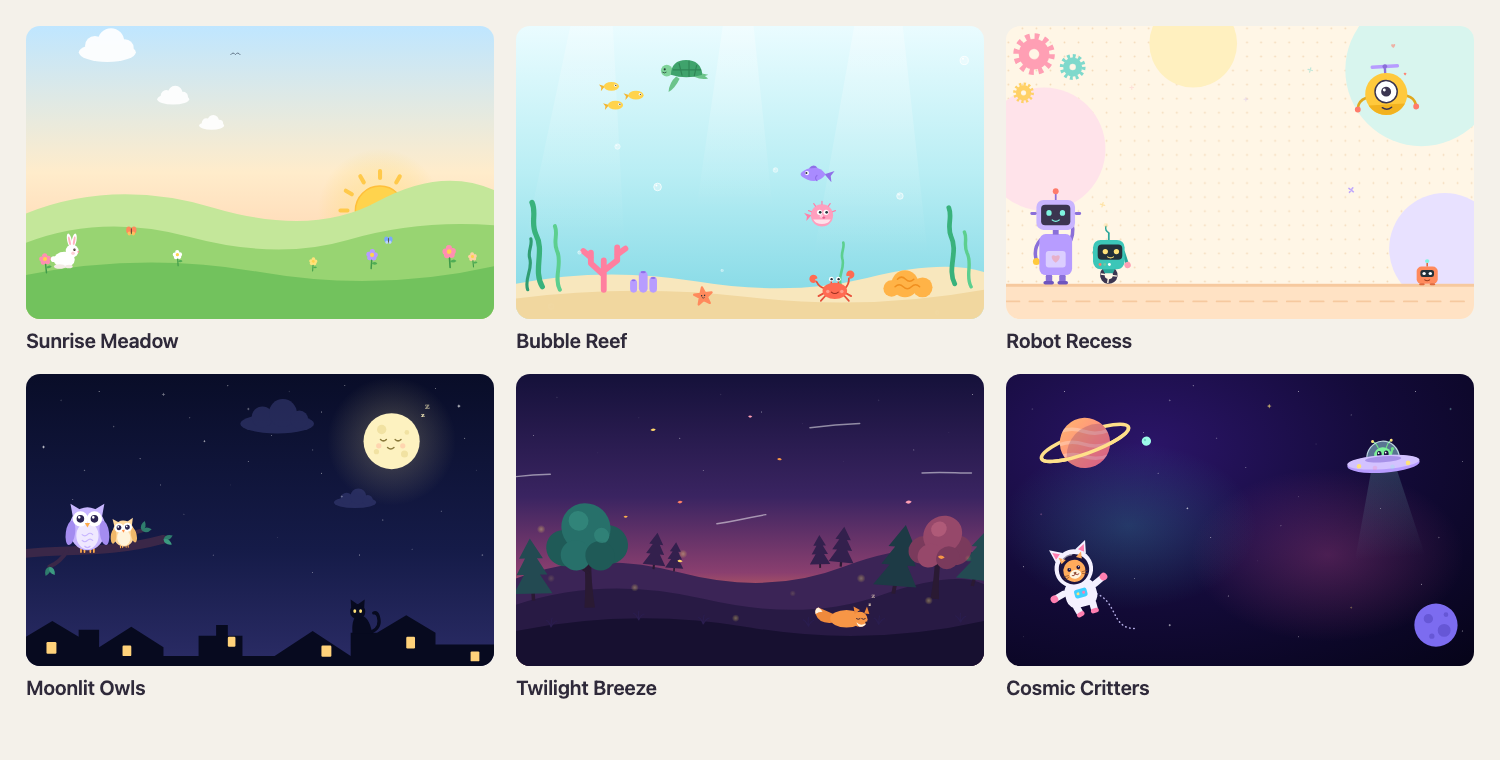 Sunrise Meadow
Bubble Reef
Robot Recess
z
z
z
z
Moonlit Owls
Twilight Breeze
Cosmic Critters